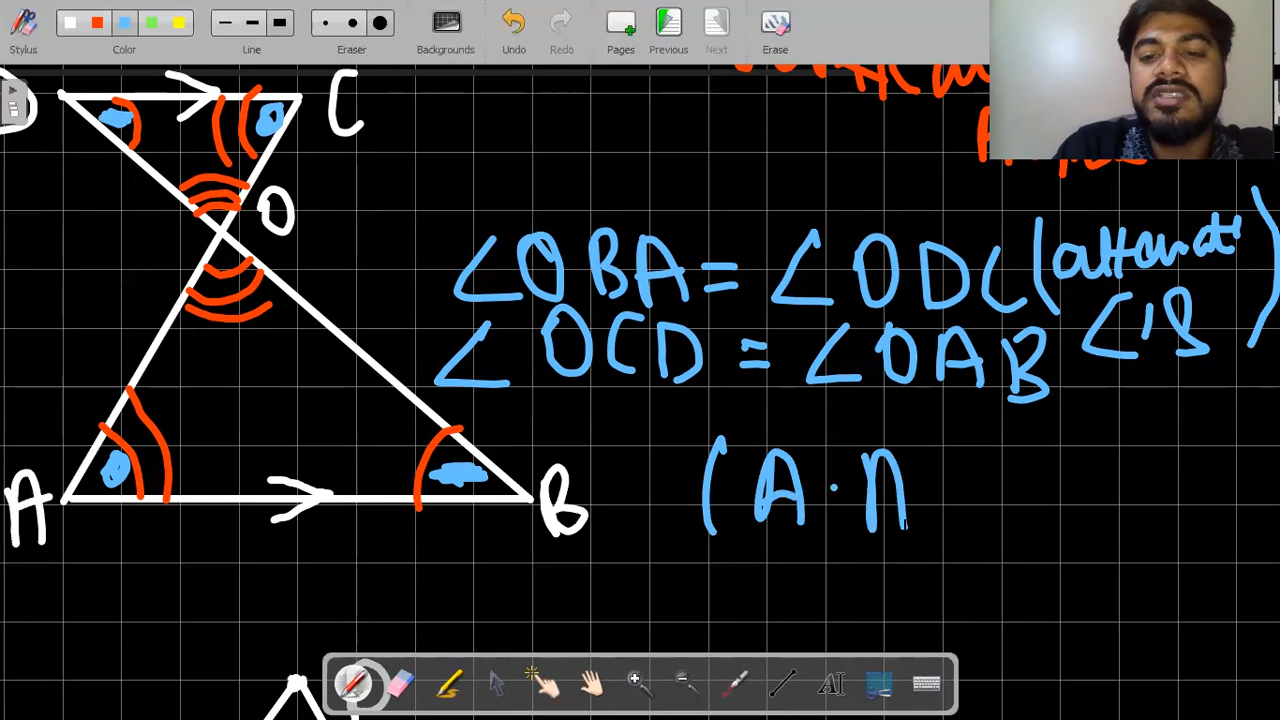 Stylus
Color
Line
Eraser
Backgrounds
Undo
Redo
Pages
Previous
Next
Erase
C
O
∠OBA = ∠ODC (alternate
∠'s)
∠OCD = ∠OAB
A
B
(A·